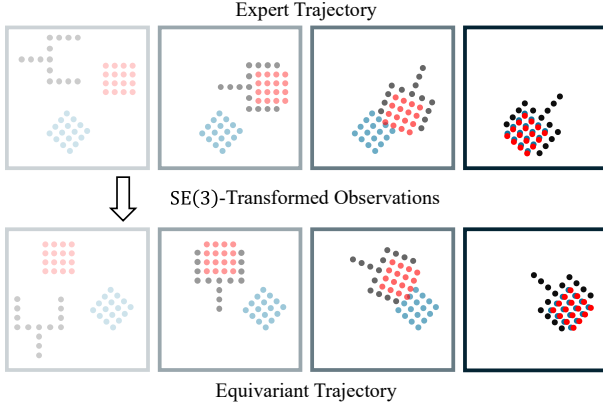 Expert Trajectory
SE(3)-Transformed Observations
Equivariant Trajectory